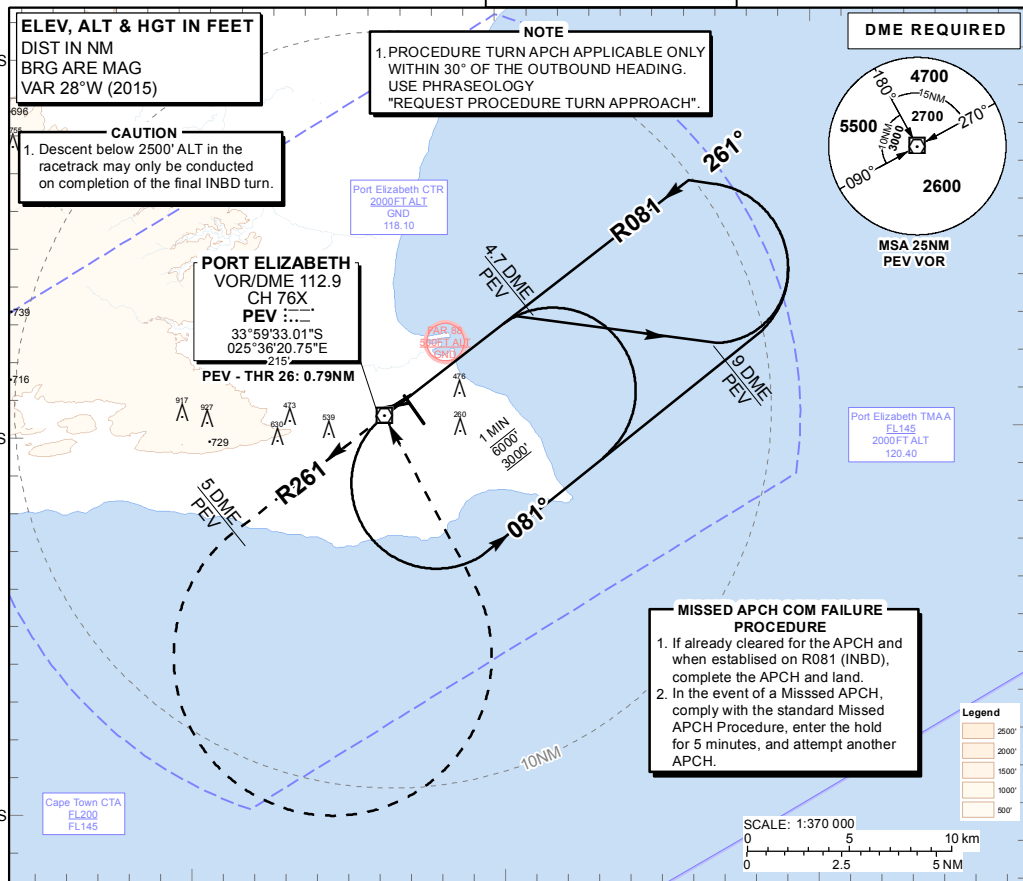 ELEV, ALT & HGT IN FEET
DIST IN NM
BRG ARE MAG
VAR 28°W (2015)
NOTE
1. PROCEDURE TURN APCH APPLICABLE ONLY
WITHIN 30° OF THE OUTBOUND HEADING.
USE PHRASEOLOGY
"REQUEST PROCEDURE TURN APPROACH".
DME REQUIRED
180°
4700
15NM
2700
270°
5500
10NM
3000
090°
2600
MSA 25NM
PEV VOR
696
755
CAUTION
1. Descent below 2500' ALT in the
racetrack may only be conducted
on completion of the final INBD turn.
Port Elizabeth CTR
2000FT ALT
GND
118.10
261°
R081
4.7 DME
PEV
PORT ELIZABETH
VOR/DME 112.9
CH 76X
PEV
33°59'33.01"S
025°36'20.75"E
215'
PEV - THR 26: 0.79NM
GND
739
716
917
927
729
473
630
539
476
260
9 DME
PEV
1 MIN
6000'
3000'
Port Elizabeth TMA A
FL145
2000FT ALT
120.40
R261
5 DME
PEV
081°
MISSED APCH COM FAILURE
PROCEDURE
1. If already cleared for the APCH and
when establised on R081 (INBD),
complete the APCH and land.
2. In the event of a Misssed APCH,
comply with the standard Missed
APCH Procedure, enter the hold
for 5 minutes, and attempt another
APCH.
10NM
Legend
2500'
2000'
1500'
1000'
500'
Cape Town CTA
FL200
FL145
SCALE: 1:370 000
0 5 10 km
0 2.5 5 NM
S
S
S